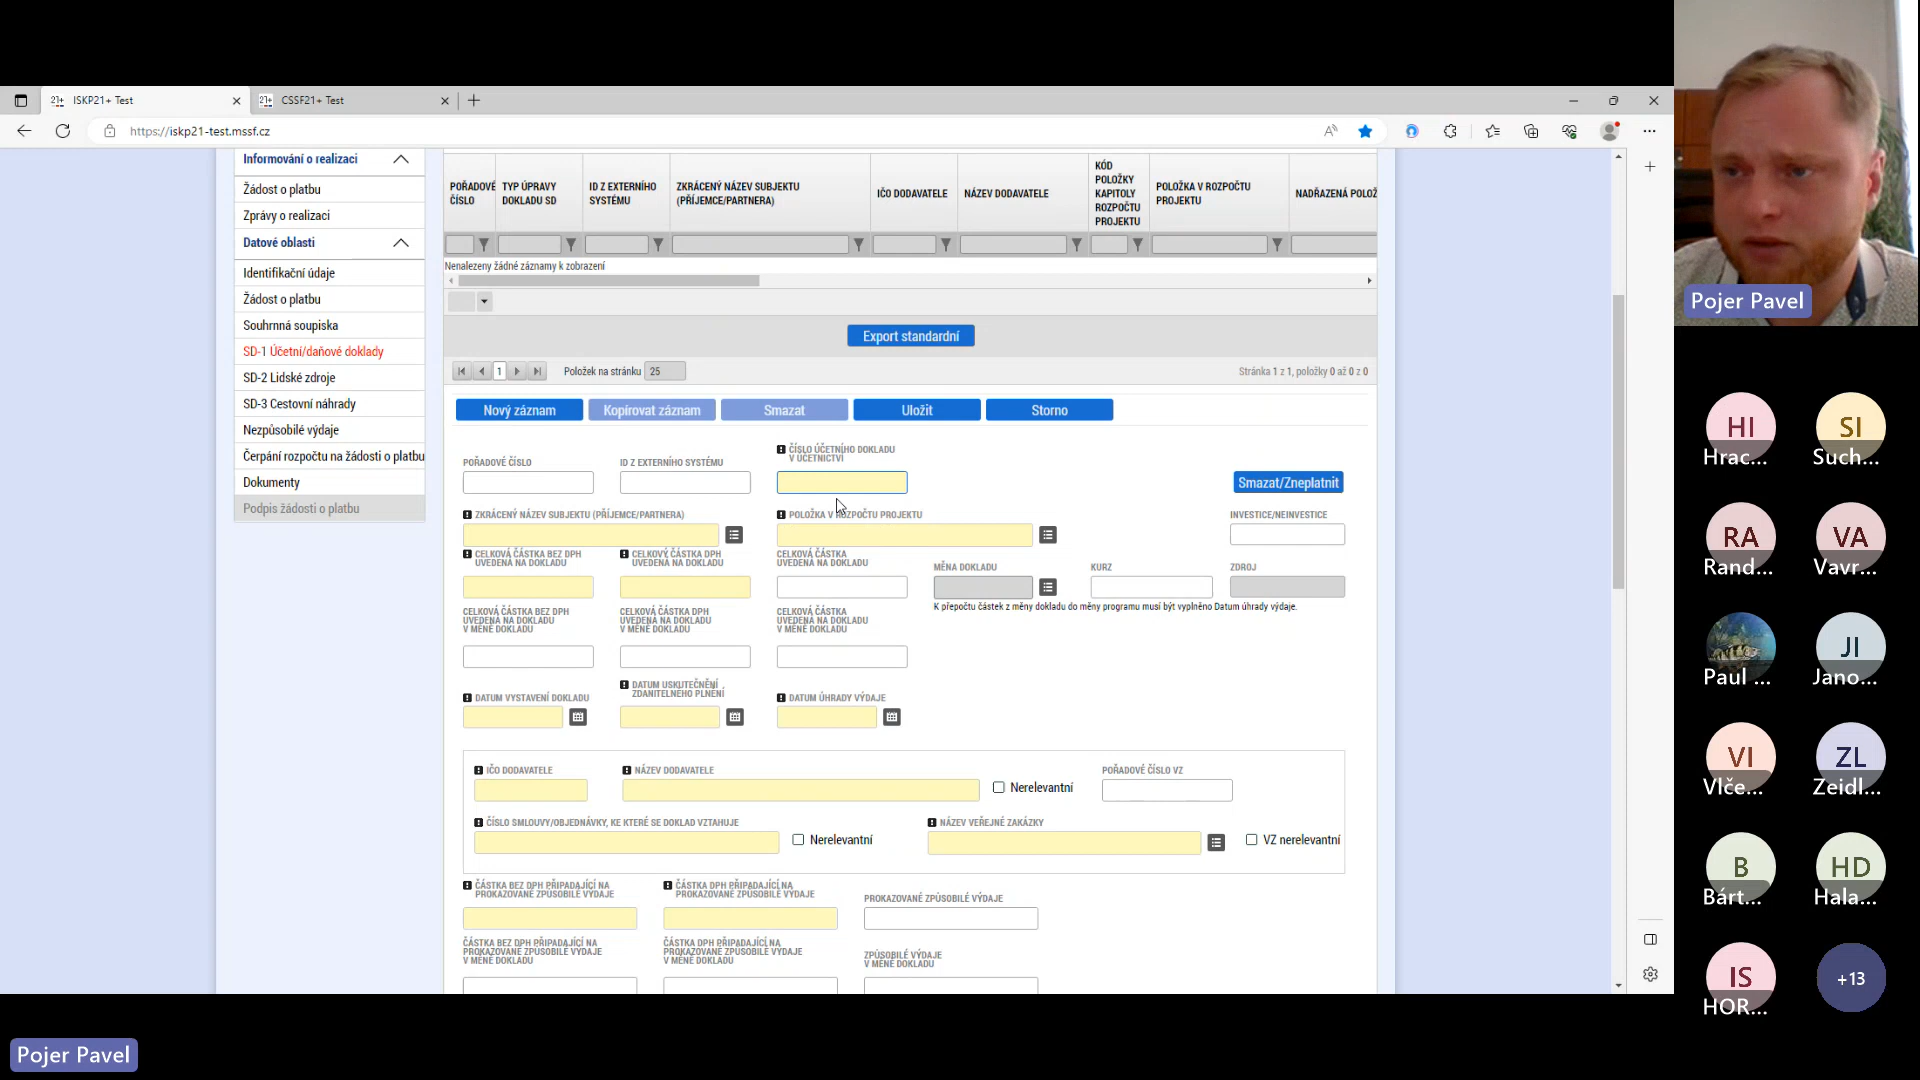 ISKP21+ Test
CSSF21+ Test
https://iskp21-test.mssf.cz
Informování o realizaci
Žádost o platbu
Zprávy o realizaci
Datové oblasti
Identifikační údaje
Žádost o platbu
Souhrnná soupiska
SD-1 Účetní/daňové doklady
SD-2 Lidské zdroje
SD-3 Cestovní náhrady
Nezpůsobilé výdaje
Čerpání rozpočtu na žádosti o platbu
Dokumenty
Podpis žádosti o platbu
POŘADOVÉ
ČÍSLO
TYP ÚPRAVY
DOKLADU SD
ID Z EXTERNÍHO
SYSTÉMU
ZKRÁCENÝ NÁZEV SUBJEKTU
(PŘÍJEMCE/PARTNERA)
IČO DODAVATELE
NÁZEV DODAVATELE
KÓD
POLOŽKY
KAPITOLY
ROZPOČTU
PROJEKTU
POLOŽKA V ROZPOČTU
PROJEKTU
NADŘAZENÁ POLOŽ
Nenalezeny žádné záznamy k zobrazení
Export standardní
1
Položek na stránku 25
Stránka 1 z 1, položky 0 až 0 z 0
Nový záznam
Kopírovat záznam
Smazat
Uložit
Storno
POŘADOVÉ ČÍSLO
ID Z EXTERNÍHO SYSTÉMU
ČÍSLO ÚČETNÍHO DOKLADU
V ÚČETNICTVÍ
Smazat/Zneplatnit
ZKRÁCENÝ NÁZEV SUBJEKTU (PŘÍJEMCE/PARTNERA)
POLOŽKA V ROZPOČTU PROJEKTU
INVESTICE/NEINVESTICE
CELKOVÁ ČÁSTKA BEZ DPH
UVEDENÁ NA DOKLADU
CELKOVÝ ČÁSTKA DPH
UVEDENÁ NA DOKLADU
CELKOVÁ ČÁSTKA
UVEDENÁ NA DOKLADU
MĚNA DOKLADU
KURZ
ZDROJ
K přepočtu částek z měny dokladu do měny programu musí být vyplněno Datum úhrady výdaje.
CELKOVÁ ČÁSTKA BEZ DPH
UVEDENÁ NA DOKLADU
V MĚNĚ DOKLADU
CELKOVÁ ČÁSTKA DPH
UVEDENÁ NA DOKLADU
V MĚNĚ DOKLADU
CELKOVÁ ČÁSTKA
UVEDENÁ NA DOKLADU
V MĚNĚ DOKLADU
DATUM VYSTAVENÍ DOKLADU
DATUM USKUTEČNĚNÍ
ZDANITELNÉHO PLNĚNÍ
DATUM ÚHRADY VÝDAJE
IČO DODAVATELE
NÁZEV DODAVATELE
Nerelevantní
POŘADOVÉ ČÍSLO VZ
ČÍSLO SMLOUVY/OBJEDNÁVKY, KE KTERÉ SE DOKLAD VZTAHUJE
Nerelevantní
NÁZEV VEŘEJNÉ ZAKÁZKY
VZ nerelevantní
ČÁSTKA BEZ DPH PŘIPADAJÍCÍ NA
PROKAZOVANÉ ZPŮSOBILÉ VÝDAJE
ČÁSTKA DPH PŘIPADAJÍCÍ NA
PROKAZOVANÉ ZPŮSOBILÉ VÝDAJE
PROKAZOVANÉ ZPŮSOBILÉ VÝDAJE
ČÁSTKA BEZ DPH PŘIPADAJÍCÍ NA
PROKAZOVANÉ ZPŮSOBILÉ VÝDAJE
V MĚNĚ DOKLADU
ČÁSTKA DPH PŘIPADAJÍCÍ NA
PROKAZOVANÉ ZPŮSOBILÉ VÝDAJE
V MĚNĚ DOKLADU
ZPŮSOBILÉ VÝDAJE
V MĚNĚ DOKLADU
Pojer Pavel
HI
Hrac...
SI
Such...
RA
Rand...
VA
Vavr...
Paul ...
JI
Jano...
VI
Vlče...
ZL
Zeidl...
B
Bárt...
HD
Hala...
IS
HOR...
+13
Pojer Pavel